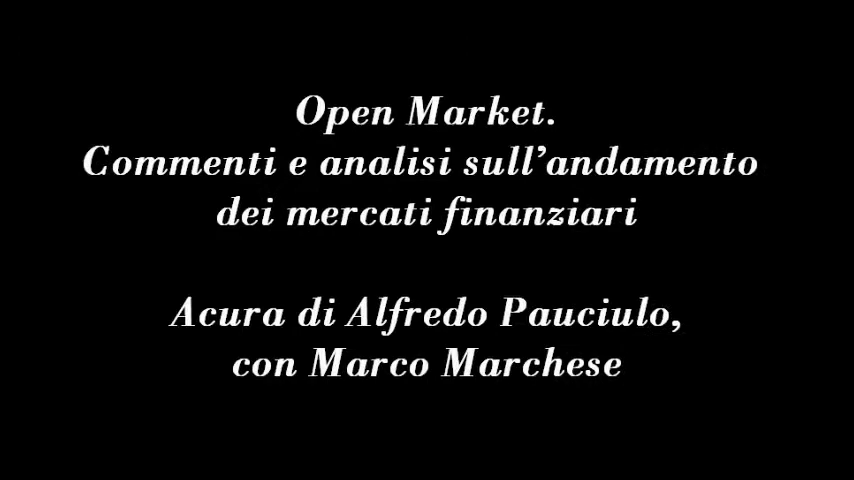 Open Market.
Commenti e analisi sull’andamento
dei mercati finanziari
Acura di Alfredo Pauciulo,
con Marco Marchese